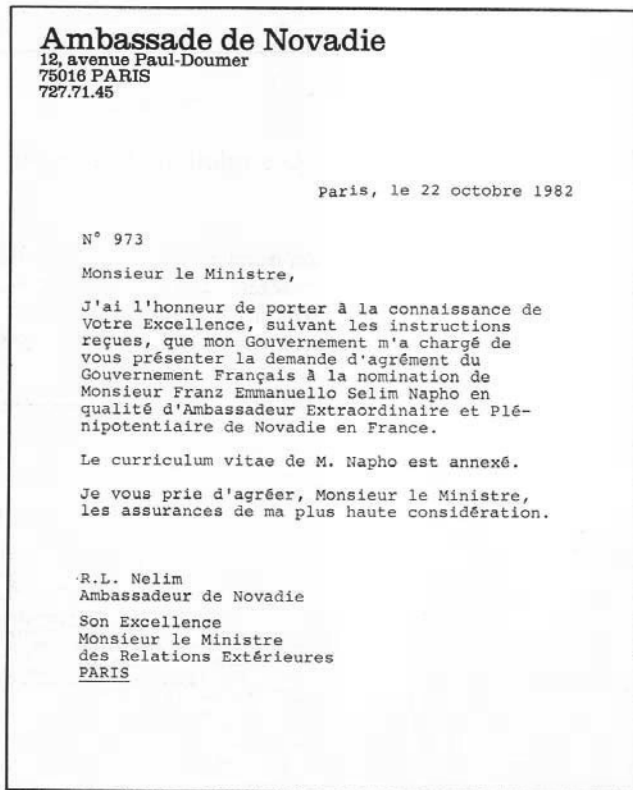 Ambassade de Novadie
12, avenue Paul-Doumer
75016 PARIS
727.71.45
Paris, le 22 octobre 1982
N° 973
Monsieur le Ministre,
J'ai l'honneur de porter à la connaissance de
Votre Excellence, suivant les instructions
reçues, que mon Gouvernement m'a chargé de
vous présenter la demande d'agrément du
Gouvernement Français à la nomination de
Monsieur Franz Emmanuello Selim Napho en
qualité d'Ambassadeur Extraordinaire et Plé-
nipotentiaire de Novadie en France.
Le curriculum vitae de M. Napho est annexé.
Je vous prie d'agréer, Monsieur le Ministre,
les assurances de ma plus haute considération.
R.L. Nelim
Ambassadeur de Novadie
Son Excellence
Monsieur le Ministre
des Relations Extérieures
PARIS